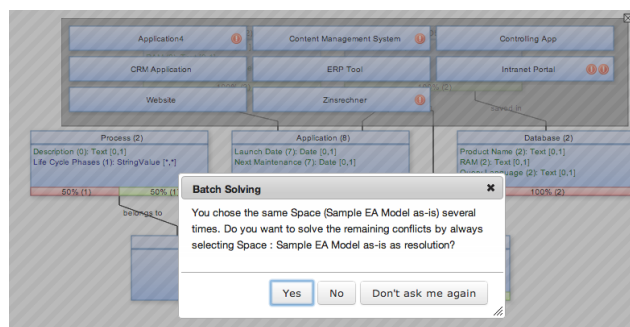 Application4
Content Management System
Controlling App
CRM Application
ERP Tool
Intranet Portal
Website
Zinsrechner
solved in
Process (2)
Application (8)
Database (2)
Description (0): Text [0,1]
Life Cycle Phases (1): StringValue [*,*]
Launch Date (7): Date [0,1]
Next Maintenance (7): Date [0,1]
Product Name (2): Text [0,1]
RAM (2): Text [0,1]
50% (1)
50% (1
100% (2)
belongs to
Batch Solving
You chose the same Space (Sample EA Model as-is) several
times. Do you want to solve the remaining conflicts by always
selecting Space : Sample EA Model as-is as resolution?
Yes
No
Don't ask me again